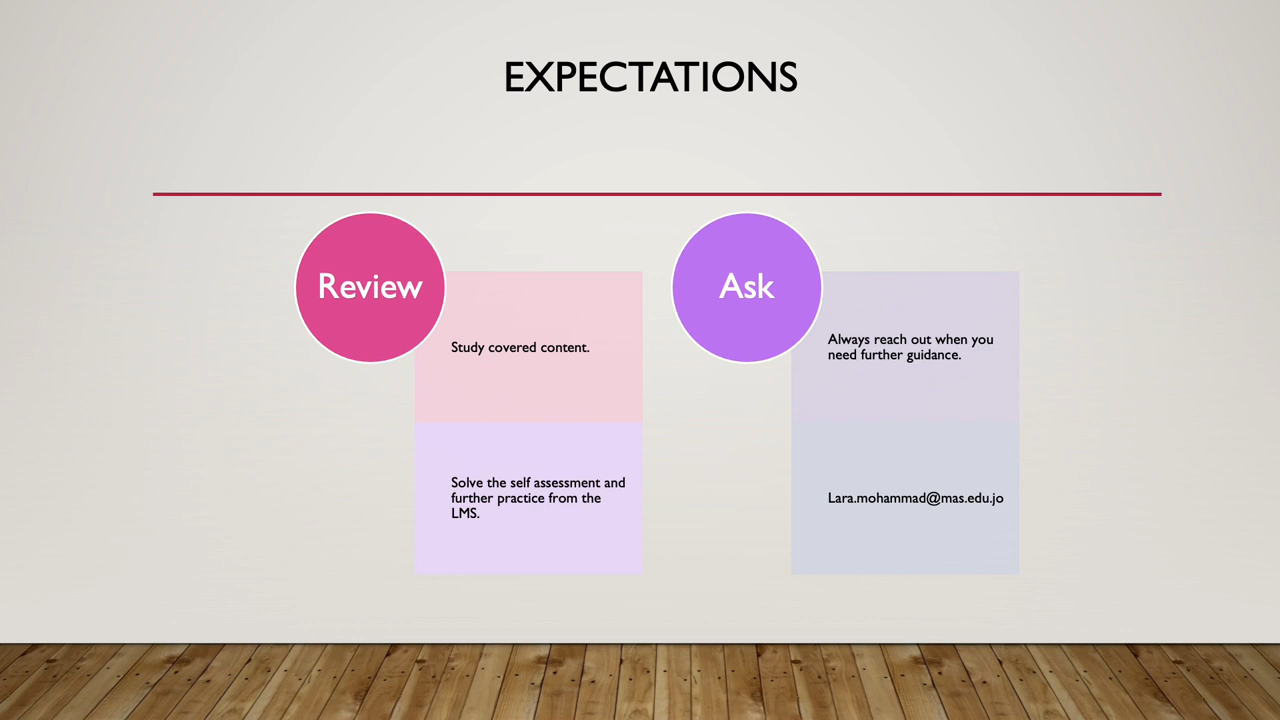 EXPECTATIONS
Review
Study covered content.
Solve the self assessment and
further practice from the
LMS.
Ask
Always reach out when you
need further guidance.
Lara.mohammad@mas.edu.jo